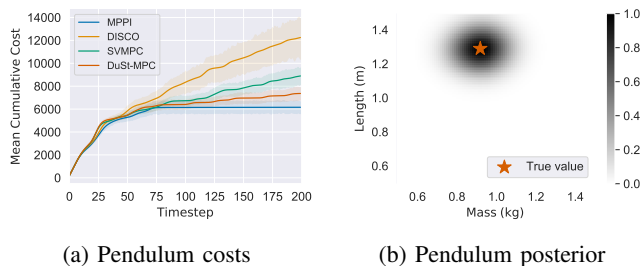 14000
12000
10000
8000
6000
4000
2000
0
Mean Cumulative Cost
MPPI
DISCO
SVMPC
DuSt-MPC
0 25 50 75 100 125 150 175 200
Timestep
(a) Pendulum costs
1.4
1.2
1.0
0.8
0.6
Length (m)
True value
0.6 0.8 1.0 1.2 1.4
Mass (kg)
1.0
0.8
0.6
0.4
0.2
0.0
(b) Pendulum posterior